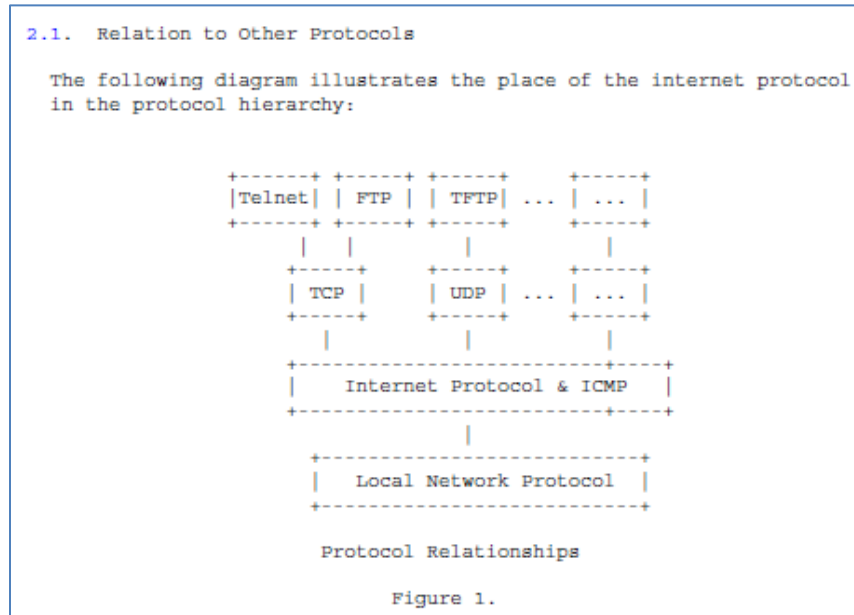 2.1.  Relation to Other Protocols
The following diagram illustrates the place of the internet protocol
in the protocol hierarchy:
+------+ +-----+ +-----+     +-----+
|Telnet| | FTP | | TFTP| ... | ... |
+------+ +-----+ +-----+     +-----+
      |   |         |           |
     +-----+     +-----+     +-----+
     | TCP |     | UDP | ... | ... |
     +-----+     +-----+     +-----+
        |           |           |
     +--------------------------+----+
     |    Internet Protocol & ICMP   |
     +--------------------------+----+
                    |
       +---------------------------+
       |   Local Network Protocol  |
       +---------------------------+
Protocol Relationships
Figure 1.